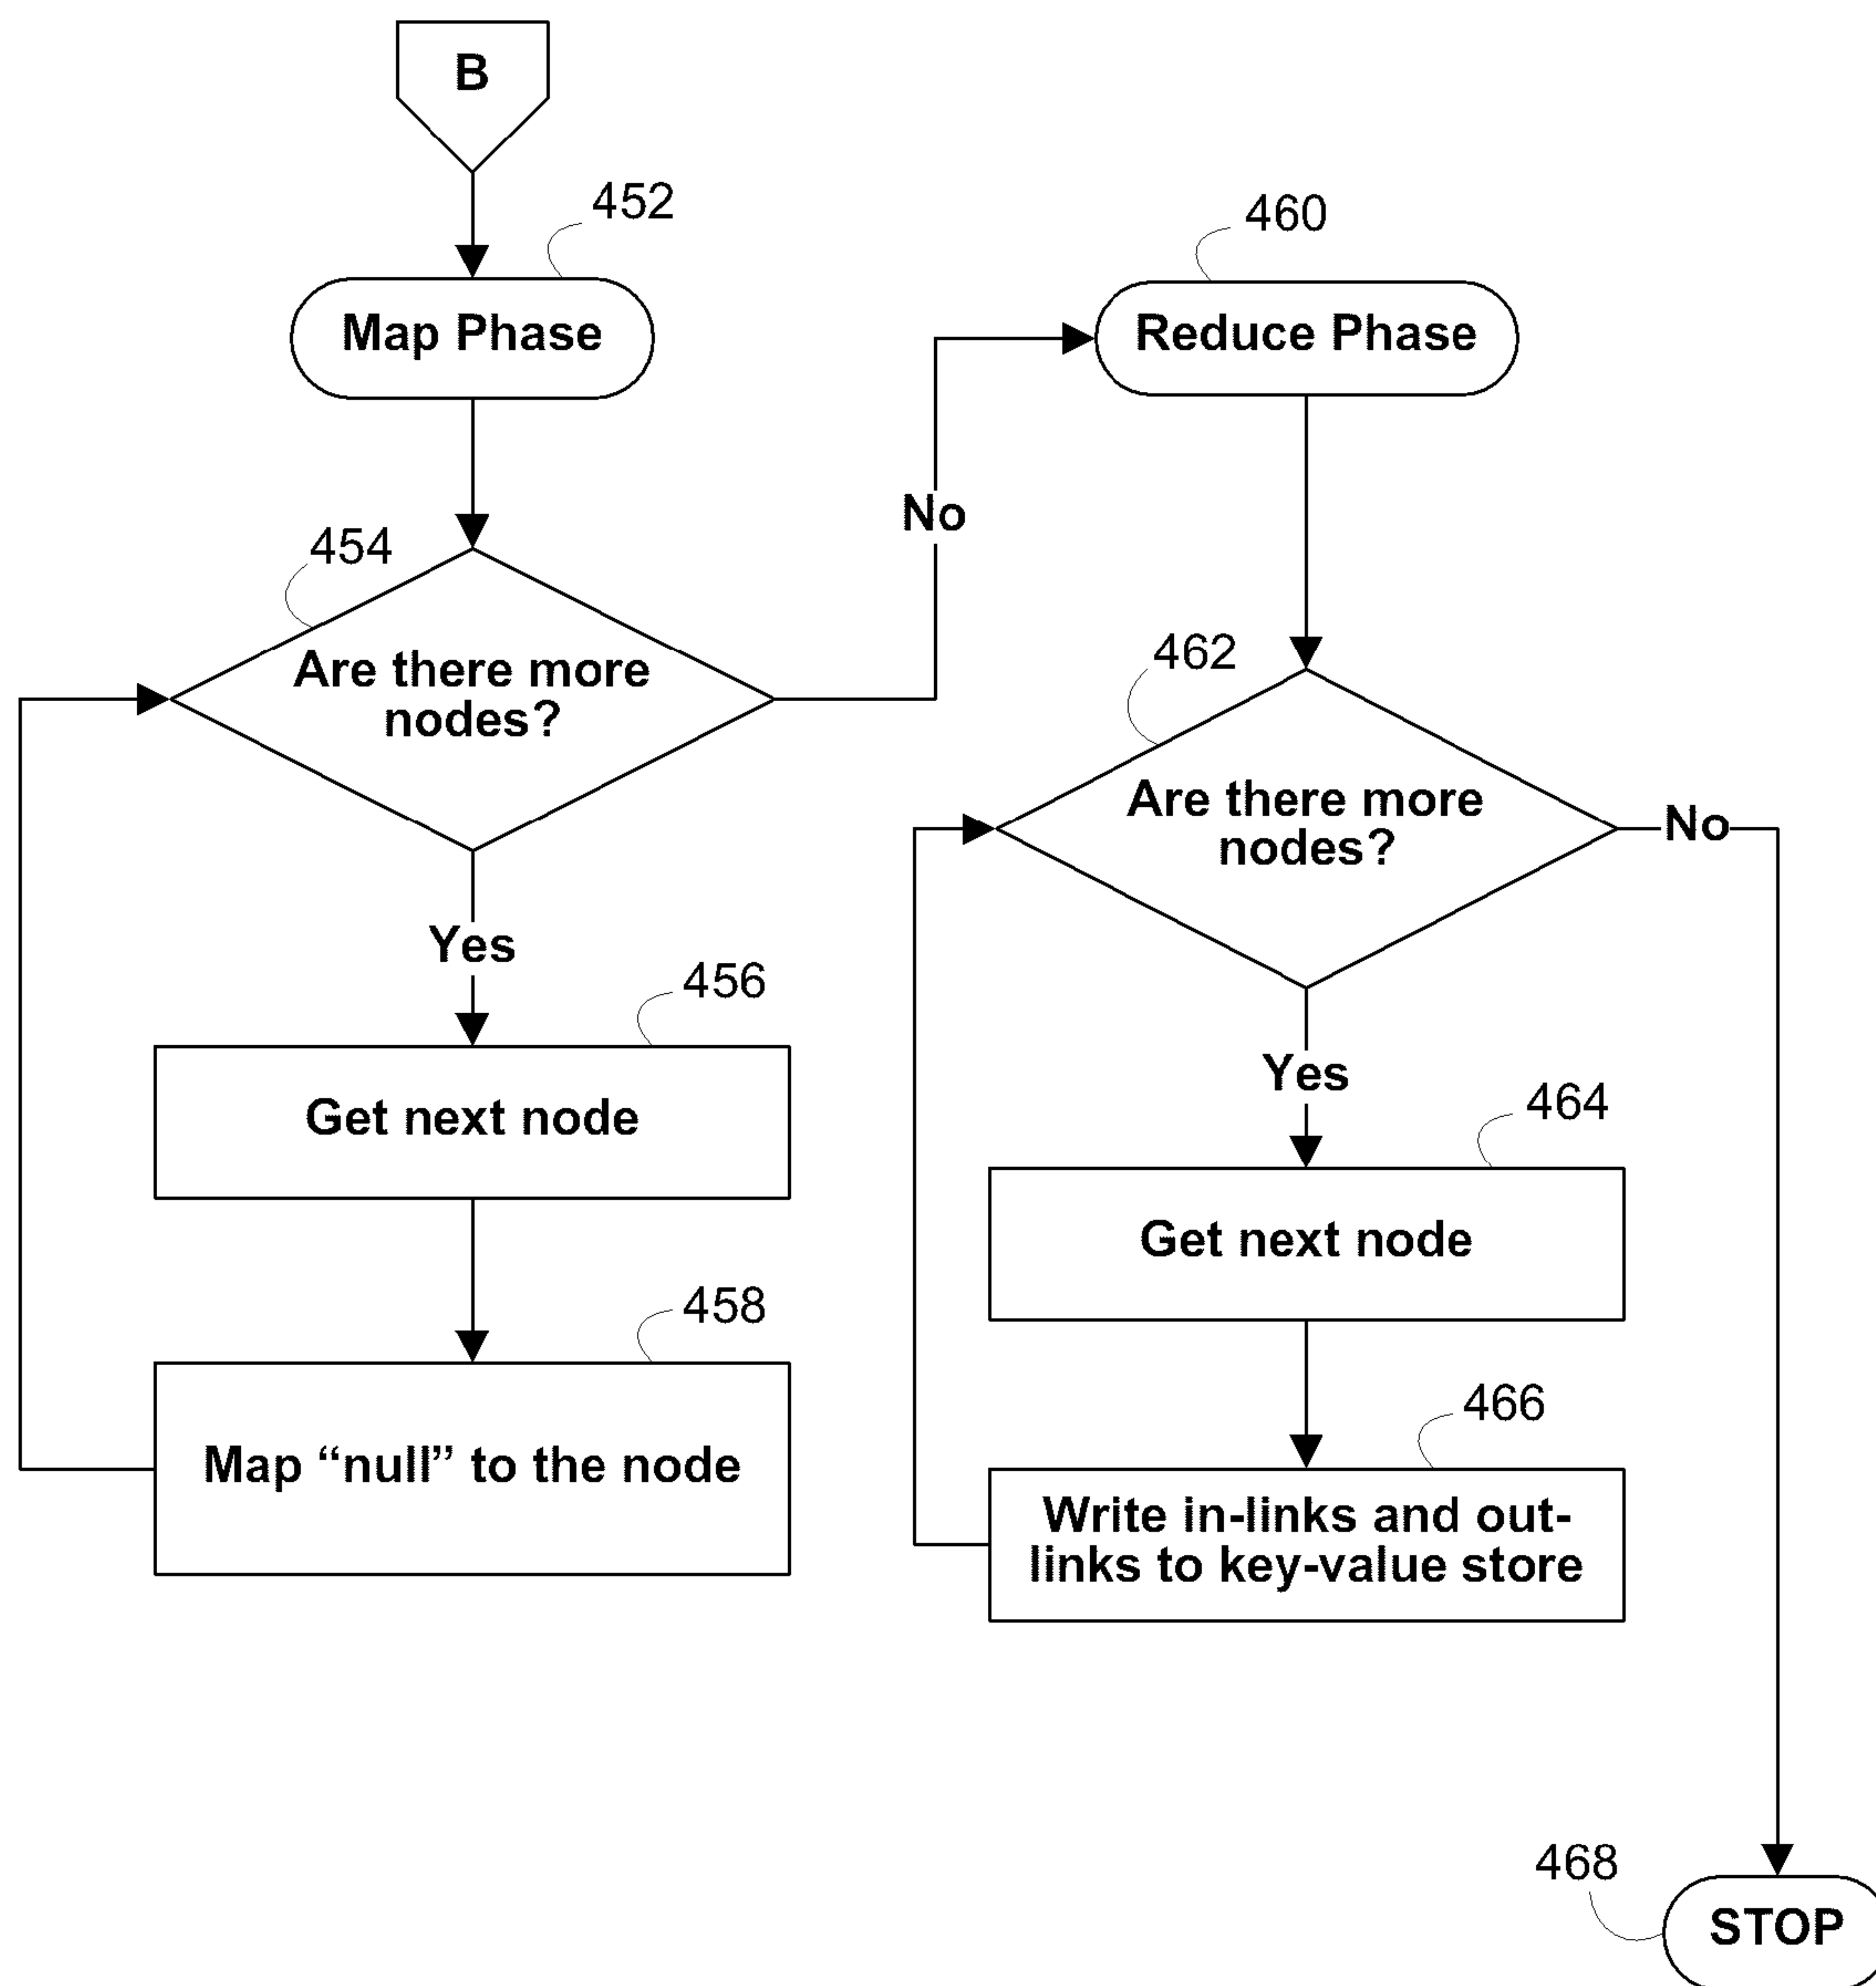 B
452
Map Phase
454
Are there more
nodes?
Yes
456
Get next node
458
Map “null” to the node
No
460
Reduce Phase
462
Are there more
nodes?
No
Yes
464
Get next node
466
Write in-links and out-
links to key-value store
468
STOP